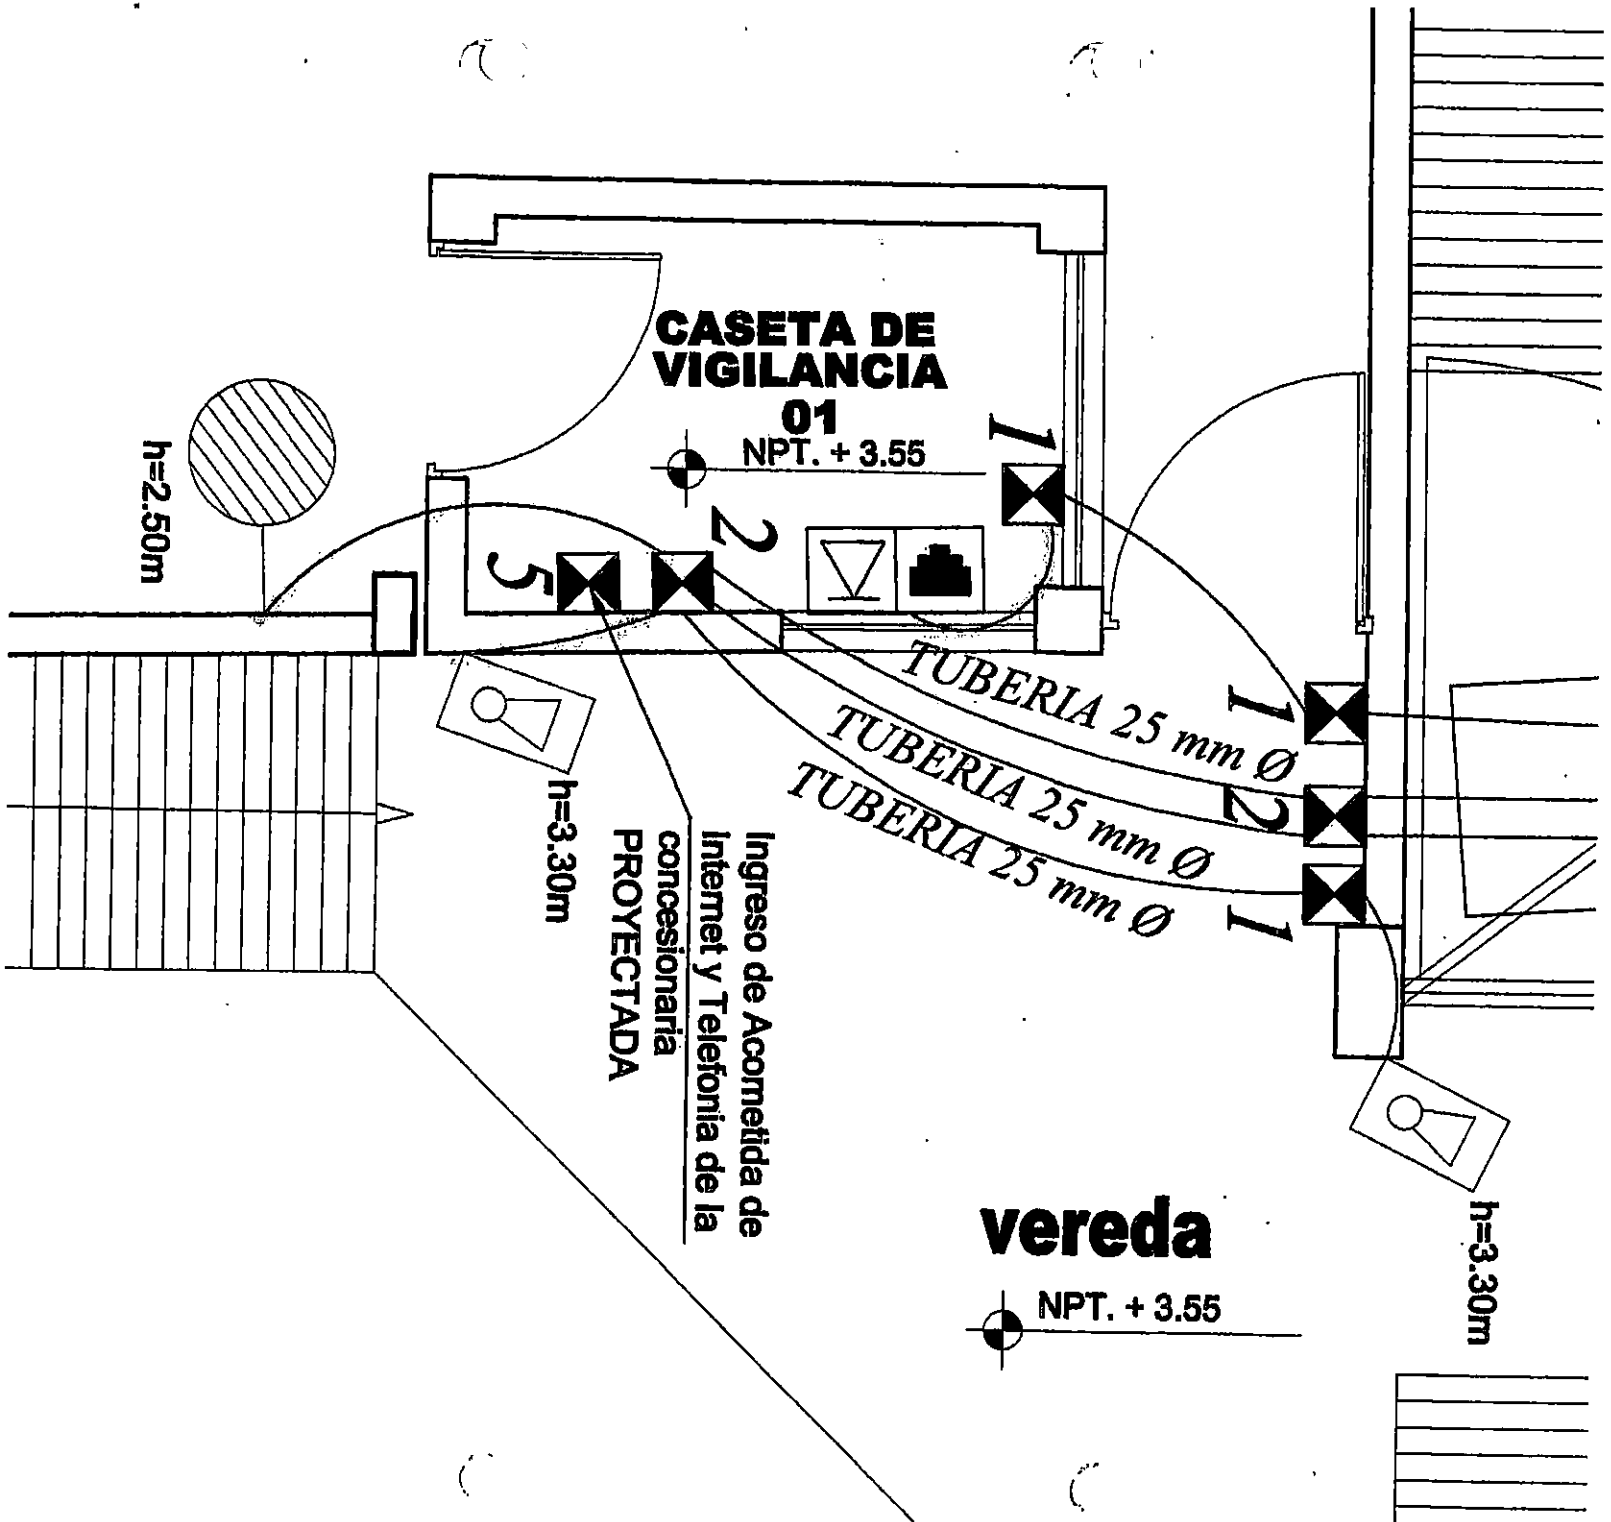 CASETA DE
VIGILANCIA
01
NPT. + 3.55
1
2
5
h=2.50m
TUBERIA 25 mm Ø
TUBERIA 25 mm Ø
TUBERIA 25 mm Ø
1
2
1
h=3.30m
Ingreso de Acometida de
Internet y Telefonia de la
concesionaria
PROYECTADA
vereda
NPT. + 3.55
h=3.30m